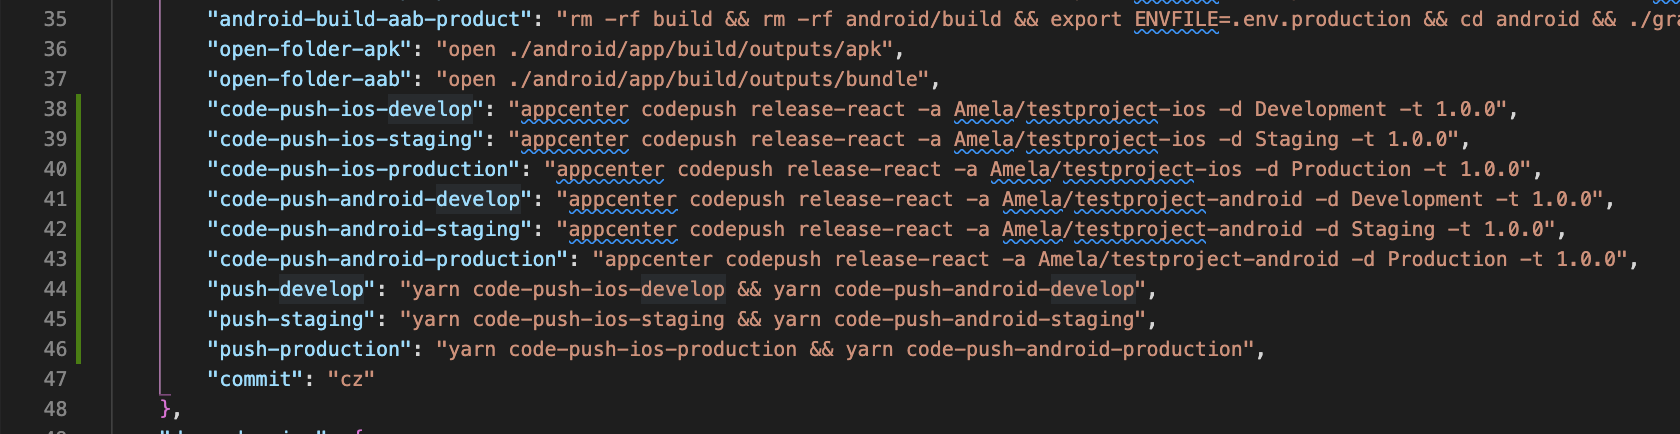 35 "android-build-aab-product": "rm -rf build && rm -rf android/build && export ENVFILE=.env.production && cd android && ./gra
36 "open-folder-apk": "open ./android/app/build/outputs/apk",
37 "open-folder-aab": "open ./android/app/build/outputs/bundle",
38 "code-push-ios-develop": "appcenter codepush release-react -a Amela/testproject-ios -d Development -t 1.0.0",
39 "code-push-ios-staging": "appcenter codepush release-react -a Amela/testproject-ios -d Staging -t 1.0.0",
40 "code-push-ios-production": "appcenter codepush release-react -a Amela/testproject-ios -d Production -t 1.0.0",
41 "code-push-android-develop": "appcenter codepush release-react -a Amela/testproject-android -d Development -t 1.0.0",
42 "code-push-android-staging": "appcenter codepush release-react -a Amela/testproject-android -d Staging -t 1.0.0",
43 "code-push-android-production": "appcenter codepush release-react -a Amela/testproject-android -d Production -t 1.0.0",
44 "push-develop": "yarn code-push-ios-develop && yarn code-push-android-develop",
45 "push-staging": "yarn code-push-ios-staging && yarn code-push-android-staging",
46 "push-production": "yarn code-push-ios-production && yarn code-push-android-production",
47 "commit": "cz"
48 },